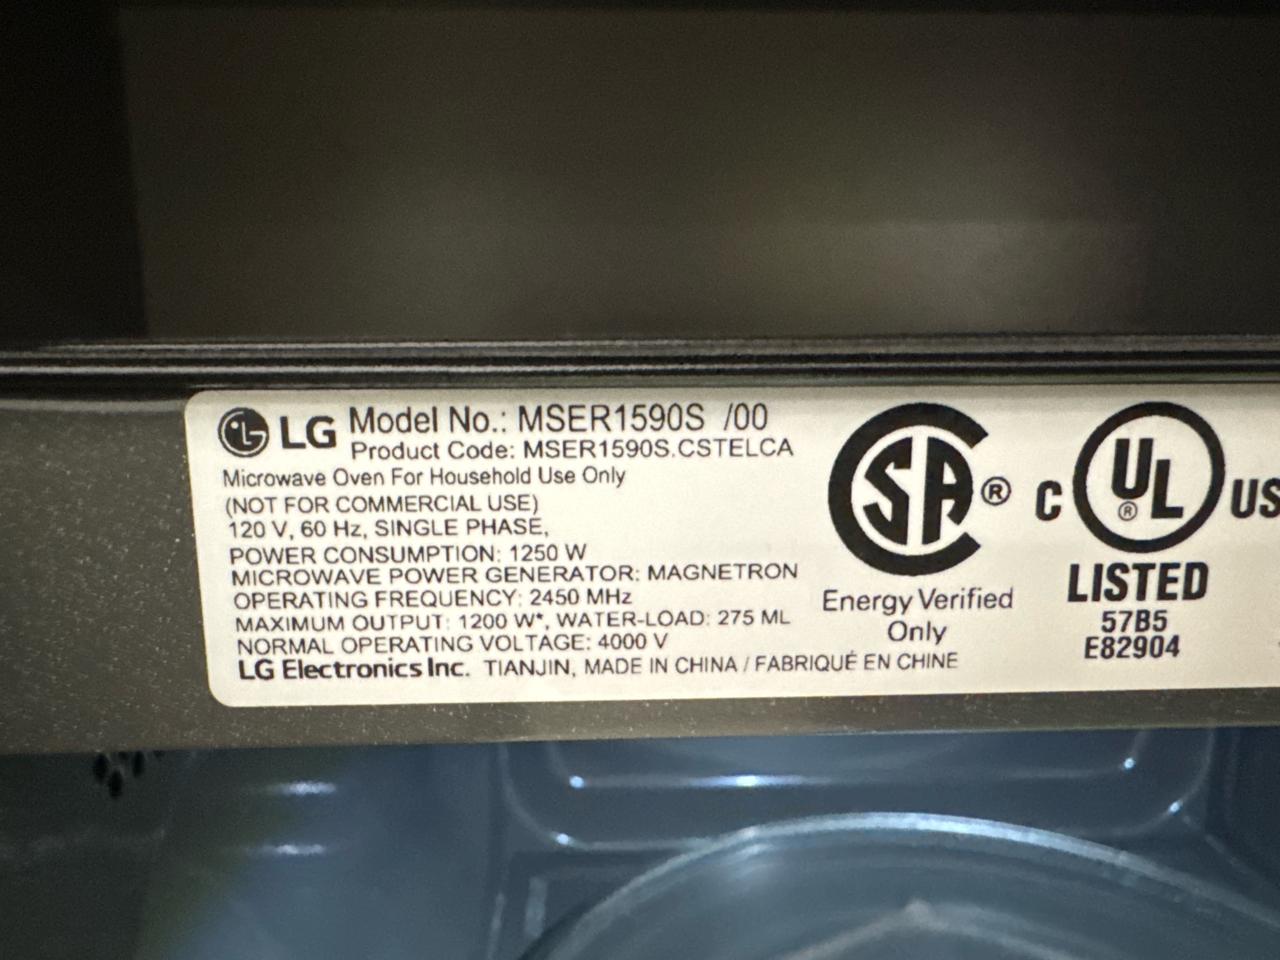 LG Model No.: MSER1590S /00
Product Code: MSER1590S.CSTELCA
Microwave Oven For Household Use Only
(NOT FOR COMMERCIAL USE)
120 V, 60 Hz, SINGLE PHASE,
POWER CONSUMPTION: 1250 W
MICROWAVE POWER GENERATOR: MAGNETRON
OPERATING FREQUENCY: 2450 MHz
MAXIMUM OUTPUT: 1200 W*, WATER-LOAD: 275 ML
NORMAL OPERATING VOLTAGE: 4000 V
LG Electronics Inc. TIANJIN, MADE IN CHINA / FABRIQUÉ EN CHINE
SA ®
Energy Verified
Only
C UL ® US
LISTED
57B5
E82904